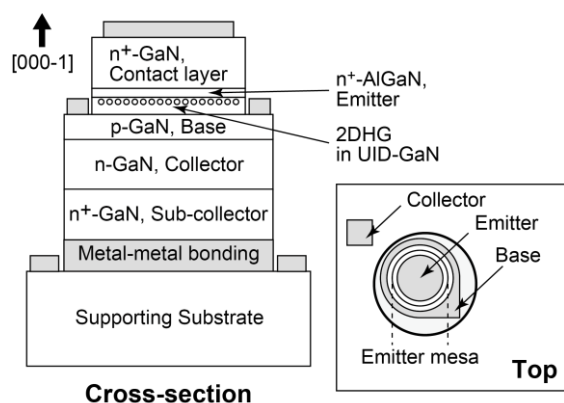 [000-1]
n+-GaN,
Contact layer
n+-AlGaN,
Emitter
2DHG
in UID-GaN
p-GaN, Base
n-GaN, Collector
n+-GaN, Sub-collector
Metal-metal bonding
Supporting Substrate
Cross-section
Collector
Emitter
Base
Emitter mesa
Top